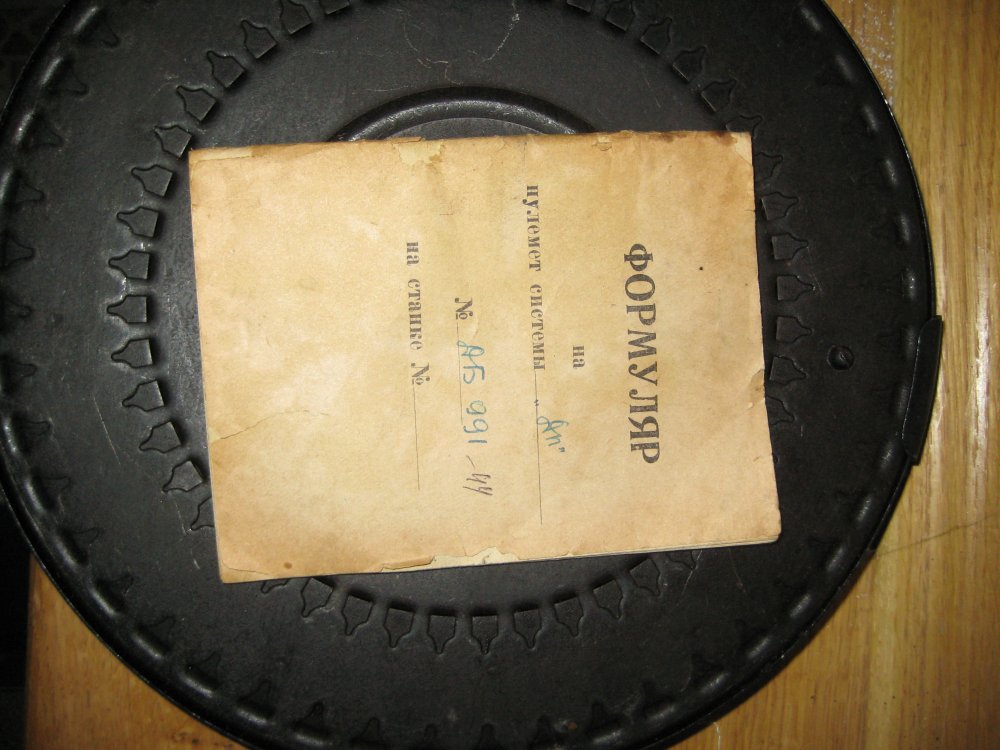 ФОРМУЛЯР
на
пулемет системы „ДП"
№ АБ 991 - 44
на станке №